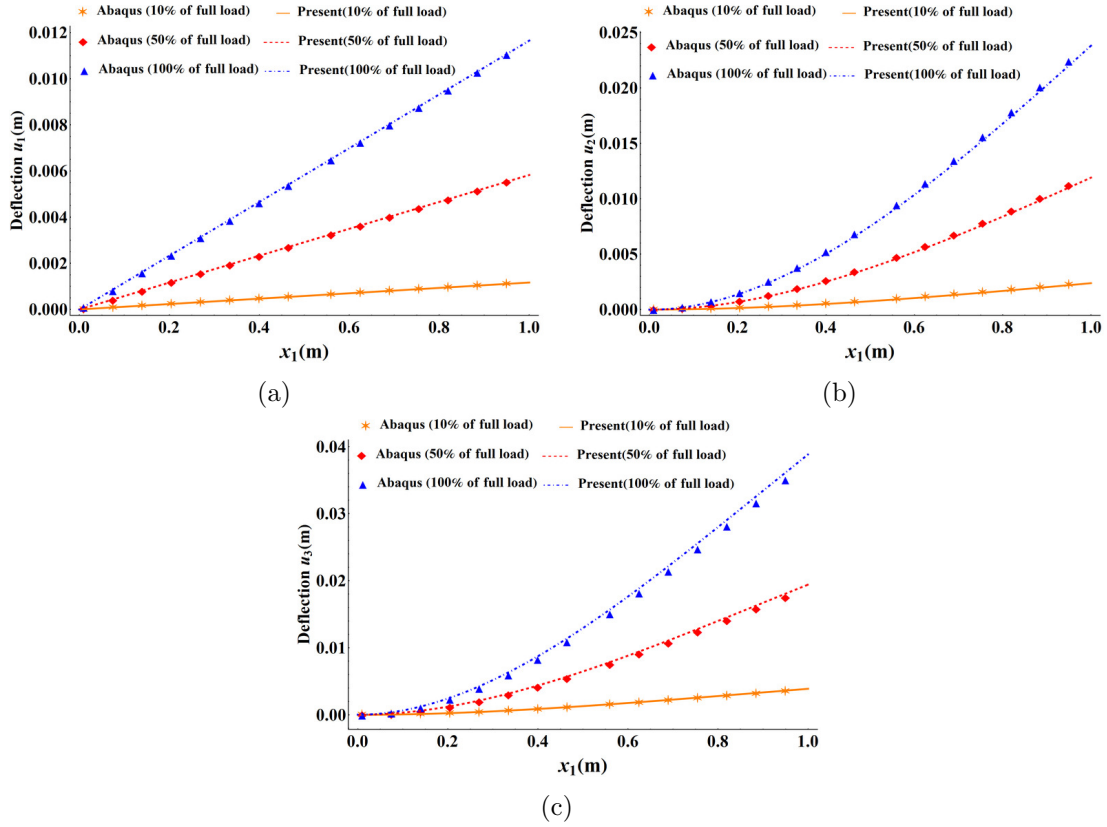 Abaqus (10% of full load) Present(10% of full load)
Abaqus (50% of full load) Present(50% of full load)
Abaqus (100% of full load) Present(100% of full load)
Deflection u1(m)
0.012
0.010
0.008
0.006
0.004
0.002
0.000
0.0 0.2 0.4 0.6 0.8 1.0
x1(m)
(a)
Abaqus (10% of full load) Present(10% of full load)
Abaqus (50% of full load) Present(50% of full load)
Abaqus (100% of full load) Present(100% of full load)
Deflection u2(m)
0.025
0.020
0.015
0.010
0.005
0.000
0.0 0.2 0.4 0.6 0.8 1.0
x1(m)
(b)
Abaqus (10% of full load) Present(10% of full load)
Abaqus (50% of full load) Present(50% of full load)
Abaqus (100% of full load) Present(100% of full load)
Deflection u3(m)
0.04
0.03
0.02
0.01
0.00
0.0 0.2 0.4 0.6 0.8 1.0
x1(m)
(c)